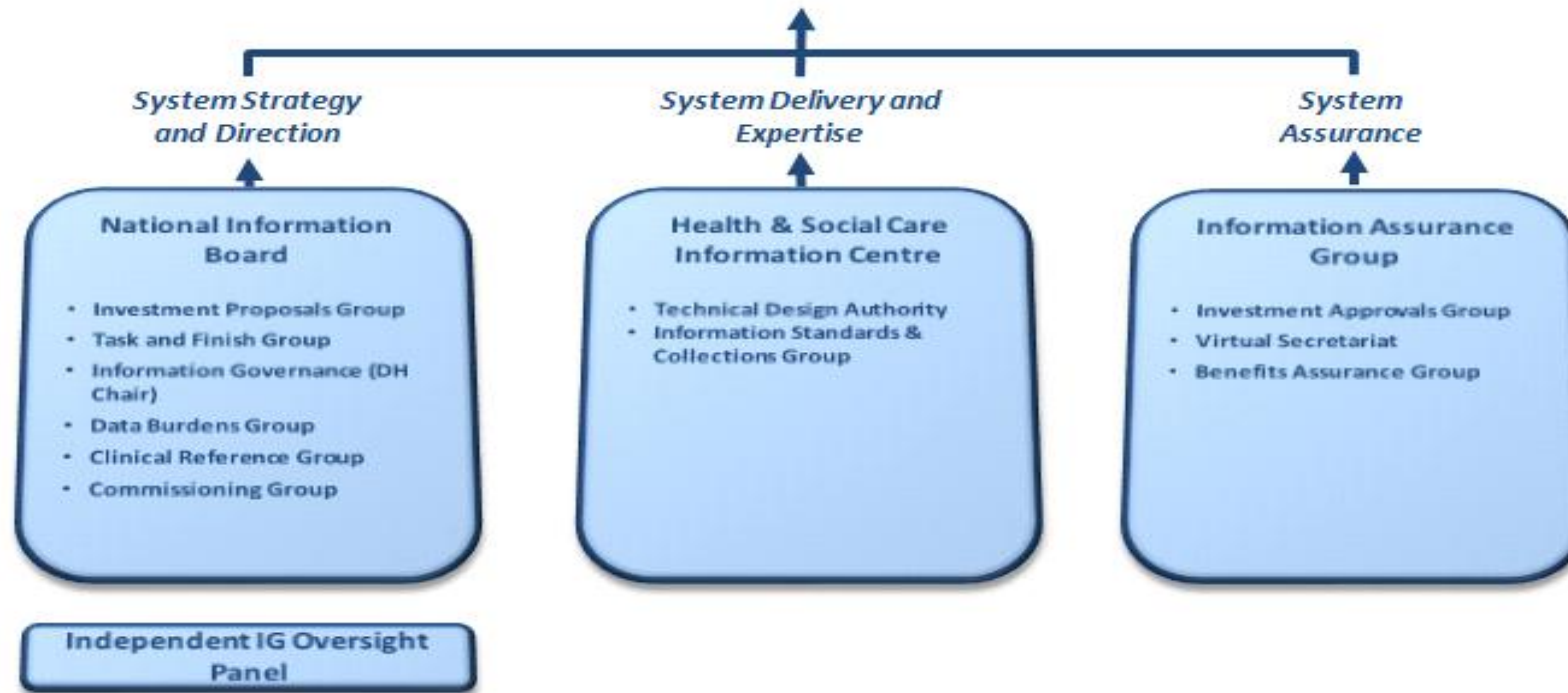 System Strategy
and Direction
System Delivery and
Expertise
System
Assurance
National Information
Board
• Investment Proposals Group
• Task and Finish Group
• Information Governance (DH
Chair)
• Data Burdens Group
• Clinical Reference Group
• Commissioning Group
Health & Social Care
Information Centre
• Technical Design Authority
• Information Standards &
Collections Group
Information Assurance
Group
• Investment Approvals Group
• Virtual Secretariat
• Benefits Assurance Group
Independent IG Oversight
Panel